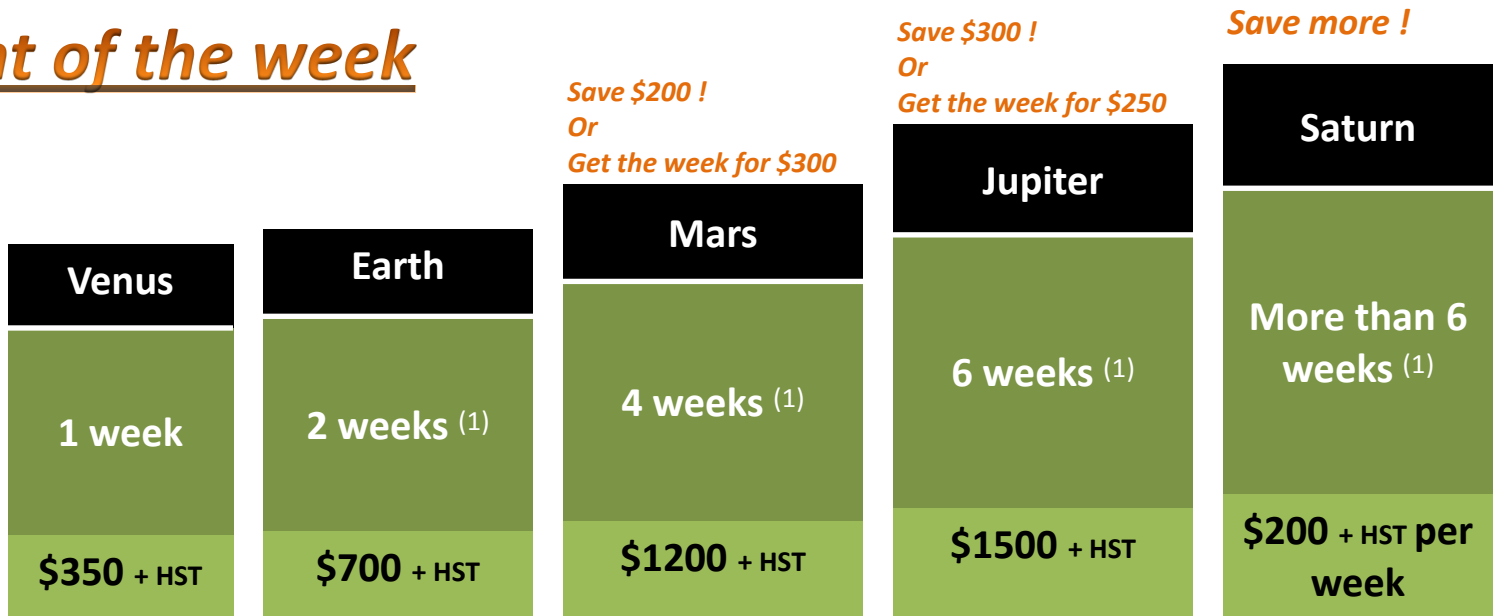 of the week
Save $200 !
Or
Get the week for $300
Save $300 !
Or
Get the week for $250
Save more !
Venus
1 week
$350 + HST
Earth
2 weeks (1)
$700 + HST
Mars
4 weeks (1)
$1200 + HST
Jupiter
6 weeks (1)
$1500 + HST
Saturn
More than 6
weeks (1)
$200 + HST per
week